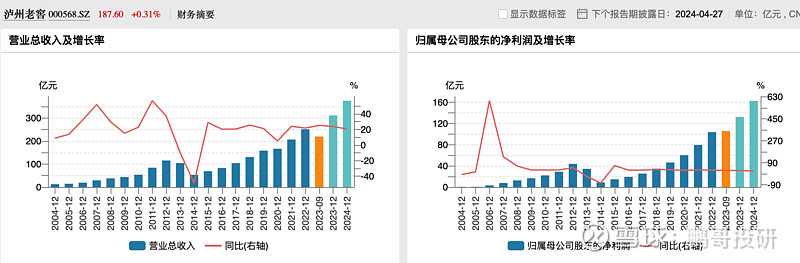 泸州老窖 000568.SZ 187.60 +0.31% 财务摘要 显示数据标签 下个报告期披露日：2024-04-27 单位：亿元，CN
营业总收入及增长率
亿元 %
300
200
100
0
40
20
0
-20
-40
2004-12 2005-12 2006-12 2007-12 2008-12 2009-12 2010-12 2011-12 2012-12 2013-12 2014-12 2015-12 2016-12 2017-12 2018-12 2019-12 2020-12 2021-12 2022-12 2023-09 2023-12 2024-12
营业总收入 同比(右轴)
归属母公司股东的净利润及增长率
亿元 %
160
120
80
40
0
630
450
270
90
-90
2004-12 2005-12 2006-12 2007-12 2008-12 2009-12 2010-12 2011-12 2012-12 2013-12 2014-12 2015-12 2016-12 2017-12 2018-12 2019-12 2020-12 2021-12 2022-12 2023-09 2023-12 2024-12
归属母公司股东的净利润 同比(右轴)
雪球：鹏哥投研